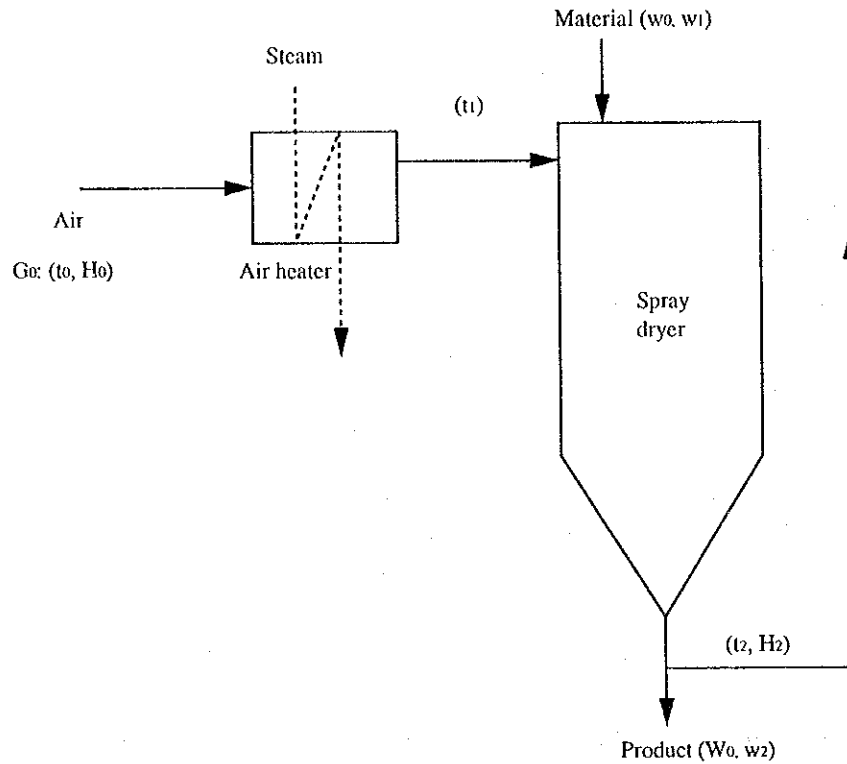 Material (w0, w1)
Steam
(t1)
Air
G0: (t0, H0)
Air heater
Spray
dryer
(t2, H2)
Product (W0, w2)